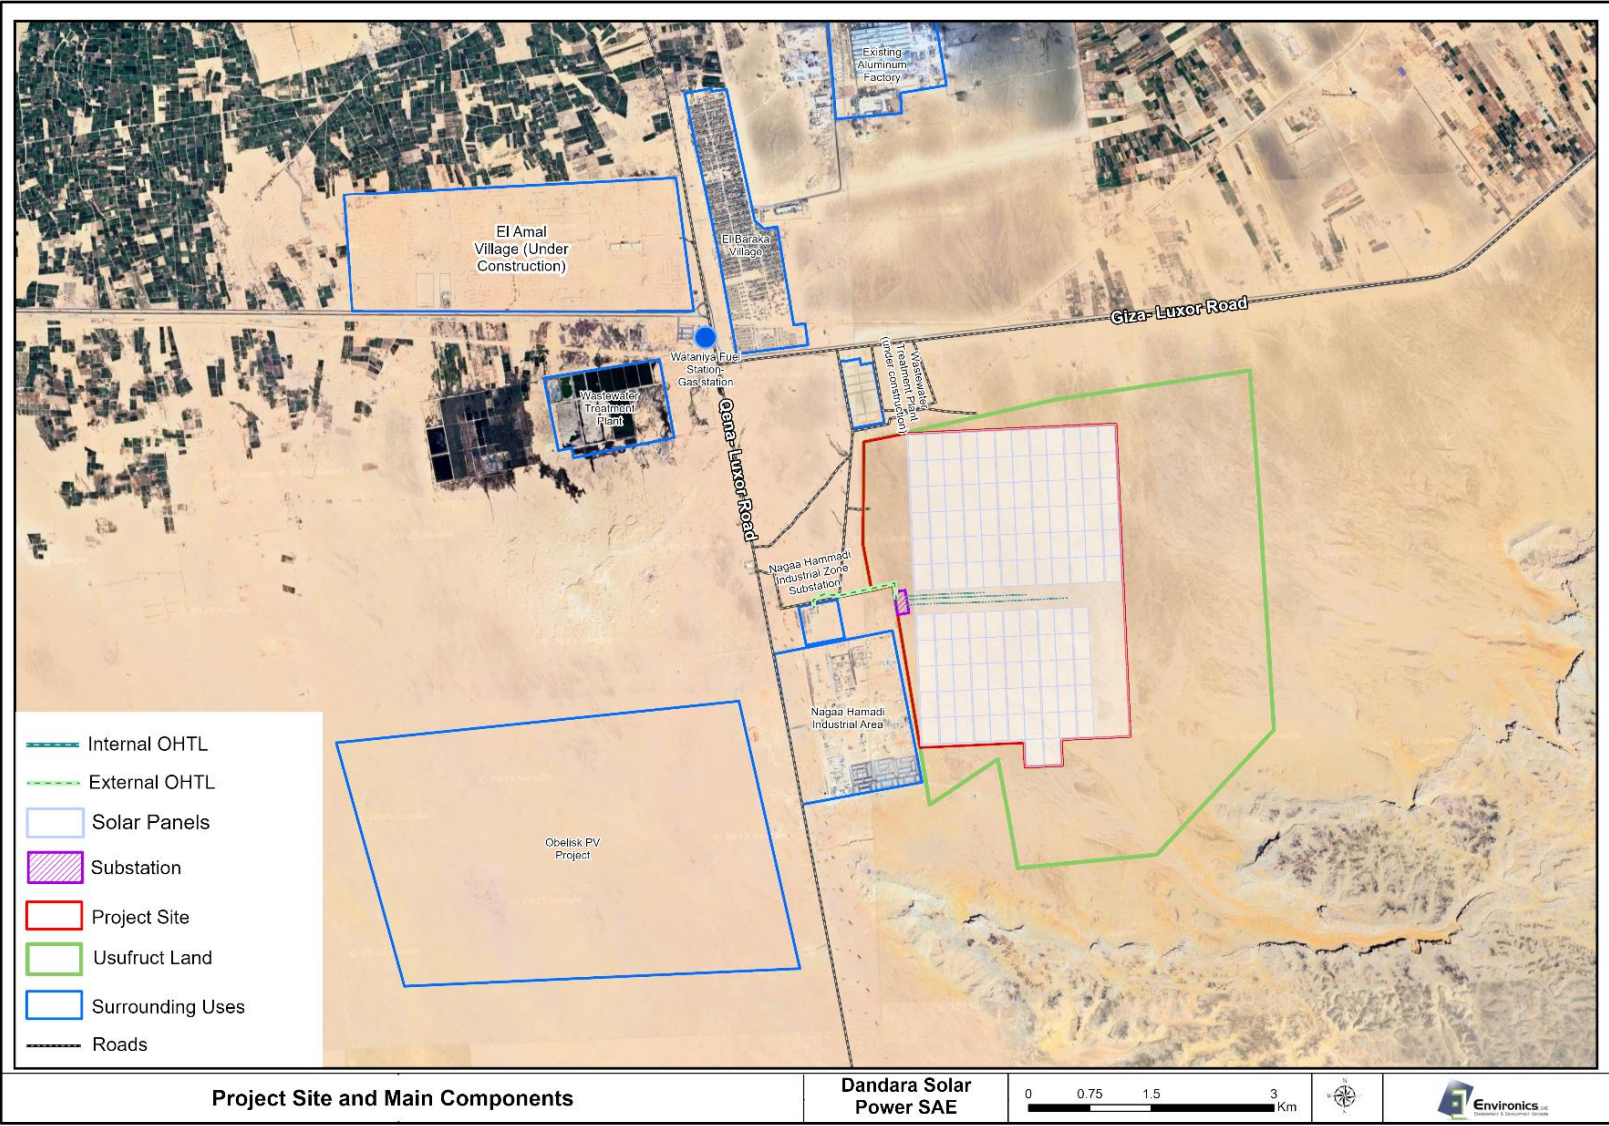 Existing
Aluminum
Factory
El Amal
Village (Under
Construction)
El Baraka
Village
Giza- Luxor Road
Wataniya Fuel
Station-
Gas station
Wastewater
Treatment Plant
(under construction)
Wastewater
Treatment
Plant
Qena- Luxor Road
Nagaa Hammadi
Industrial Zone
Substation
Nagaa Hamadi
Industrial Area
Obelisk PV
Project
Internal OHTL
External OHTL
Solar Panels
Substation
Project Site
Usufruct Land
Surrounding Uses
Roads
Project Site and Main Components
Dandara Solar
Power SAE
0 0.75 1.5 3
Km
N
Environics